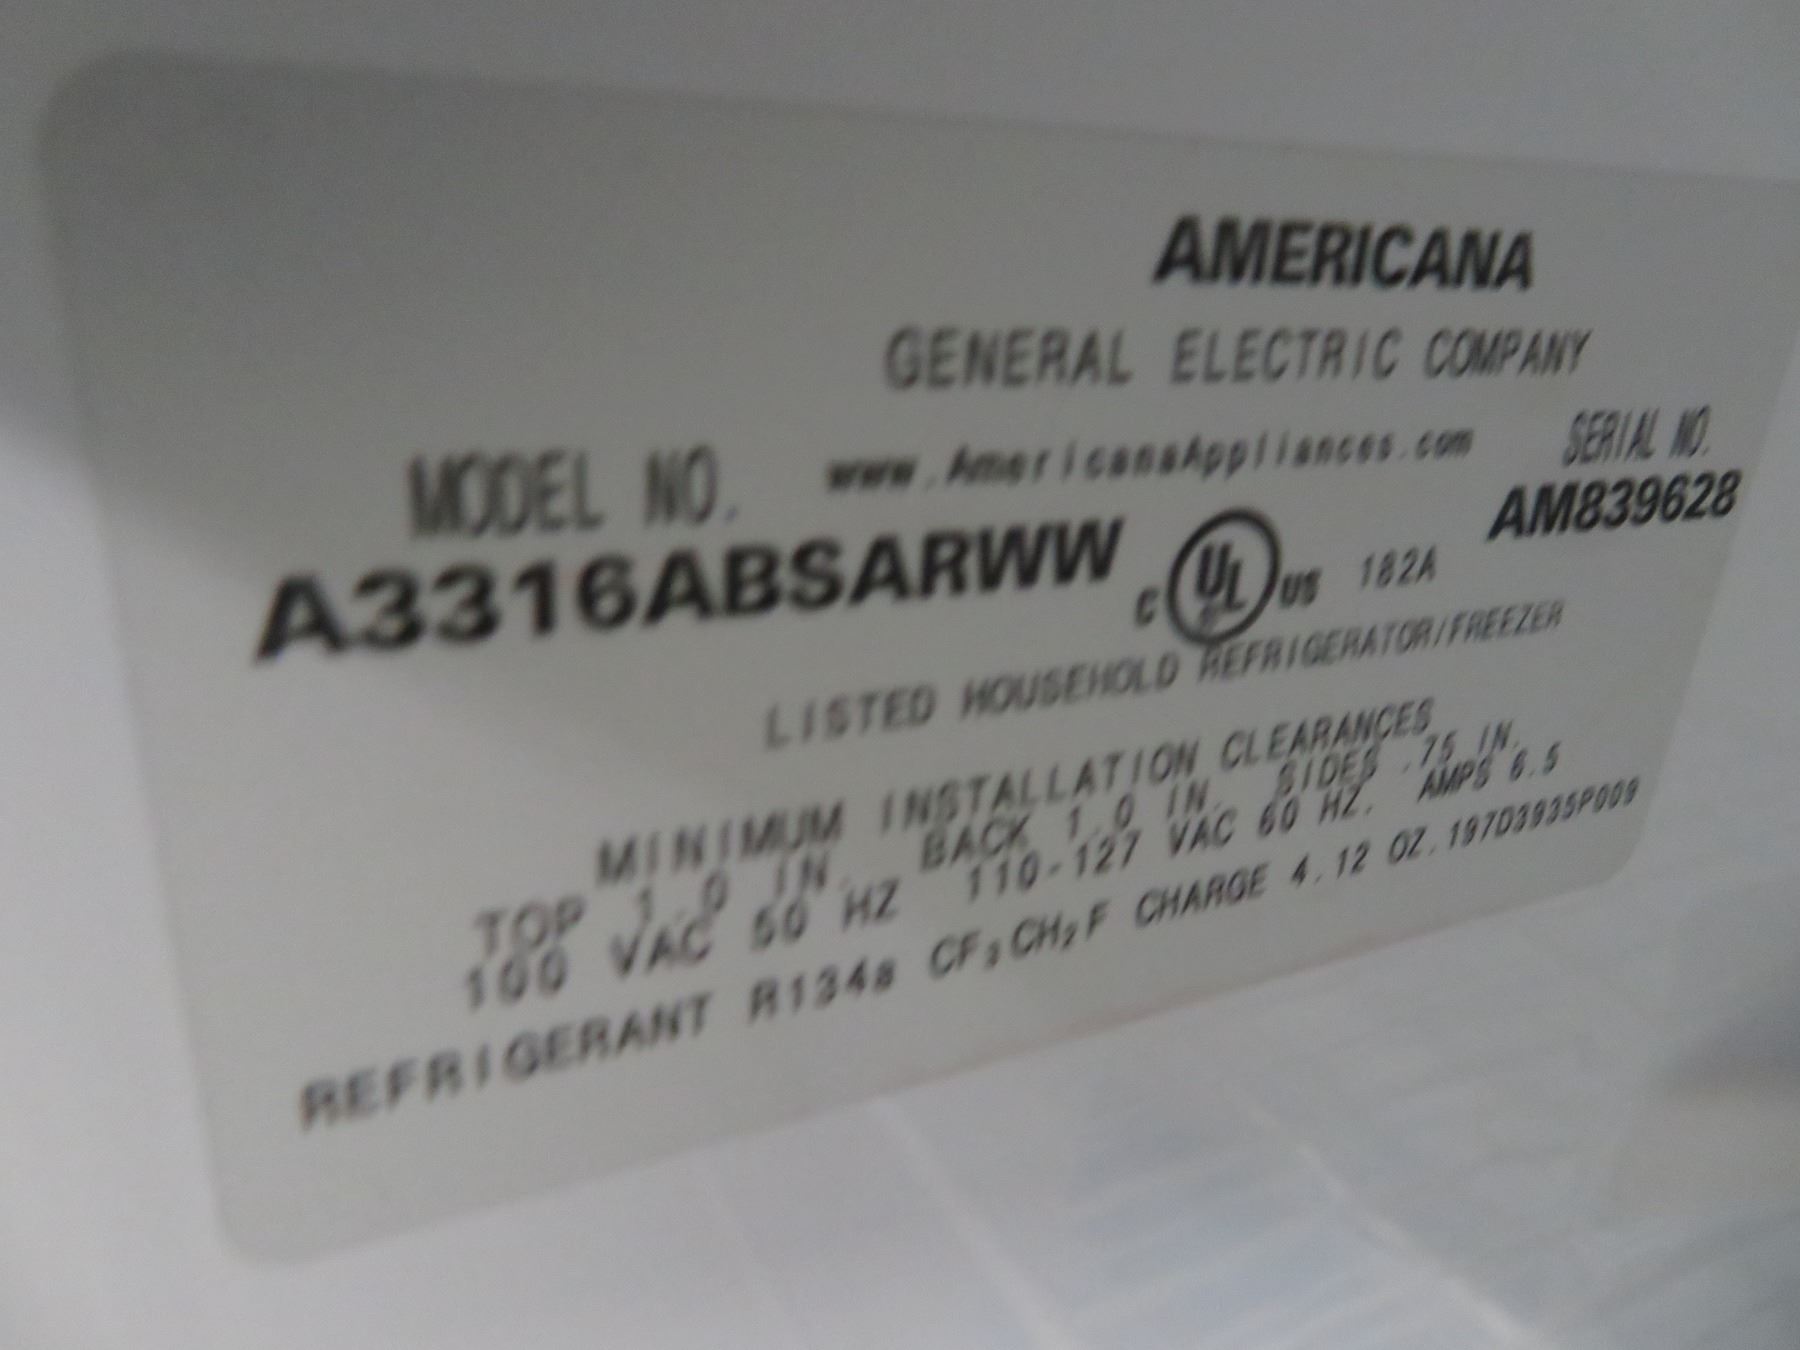 AMERICANA
GENERAL ELECTRIC COMPANY
MODEL NO. www.AmericanaAppliances.com SERIAL NO.
A3316ABSARWW C UL US 182A AM839628
LISTED HOUSEHOLD REFRIGERATOR/FREEZER
MINIMUM INSTALLATION CLEARANCES
TOP 1.0 IN. BACK 1.0 IN. SIDES .75 IN.
100 VAC 50 HZ 110-127 VAC 60 HZ. AMPS 6.5
REFRIGERANT R134a CF₃CH₂F CHARGE 4.12 OZ. 197D3935P009